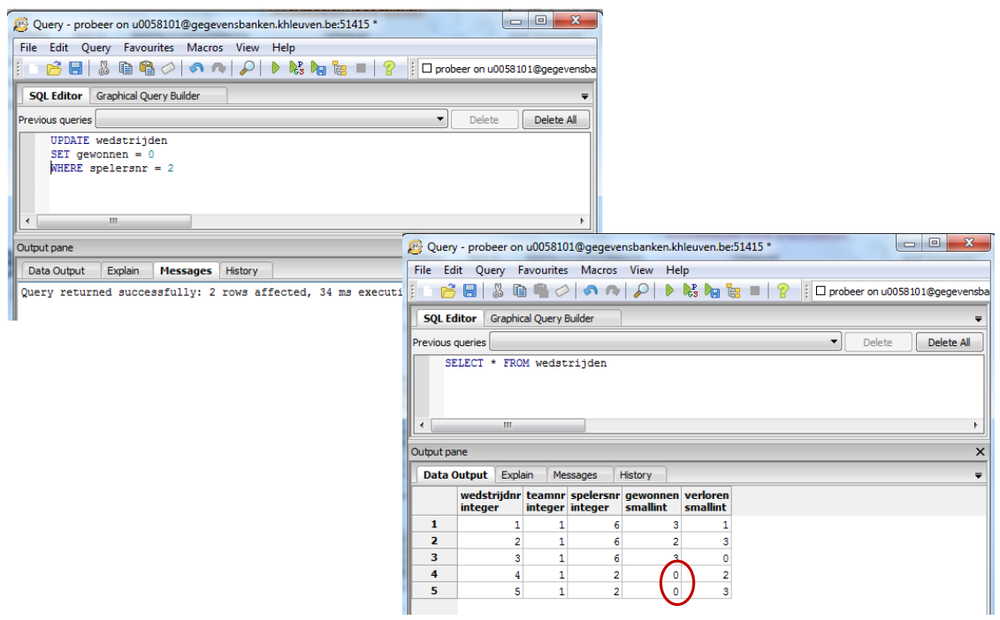 Query - probeer on u0058101@gegevensbanken.khleuven.be:51415 *
File Edit Query Favourites Macros View Help
probeer on u0058101@gegevensba
SQL Editor Graphical Query Builder
Previous queries Delete Delete All
UPDATE wedstrijden
SET gewonnen = 0
WHERE spelersnr = 2
Output pane
Data Output Explain Messages History
Query returned successfully: 2 rows affected, 34 ms executi
Query - probeer on u0058101@gegevensbanken.khleuven.be:51415 *
File Edit Query Favourites Macros View Help
probeer on u0058101@gegevensba
SQL Editor Graphical Query Builder
Previous queries Delete Delete All
SELECT * FROM wedstrijden
Output pane
Data Output Explain Messages History
wedstrijdnr teamnr spelersnr gewonnen verloren
integer integer integer smallint smallint
1 1 1 6 3 1
2 2 1 6 2 3
3 3 1 6 3 0
4 4 1 2 0 2
5 5 1 2 0 3